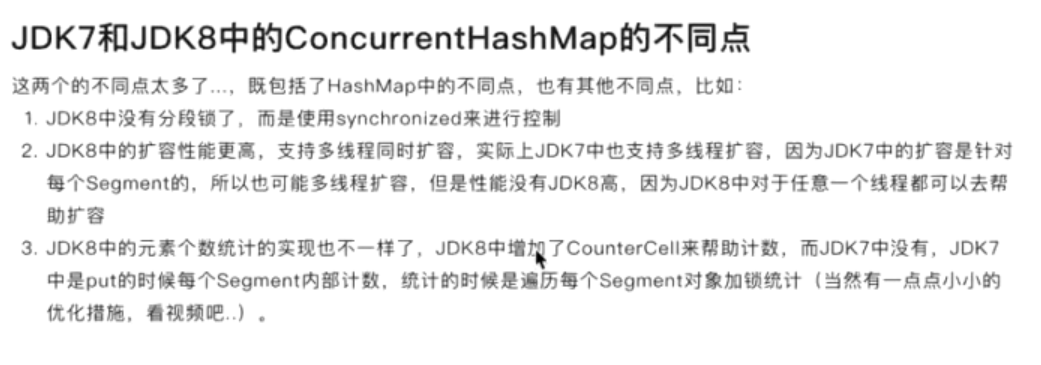 JDK7和JDK8中的ConcurrentHashMap的不同点
这两个的不同点太多了...，既包括了HashMap中的不同点，也有其他不同点，比如：
1. JDK8中没有分段锁了，而是使用synchronized来进行控制
2. JDK8中的扩容性能更高，支持多线程同时扩容，实际上JDK7中也支持多线程扩容，因为JDK7中的扩容是针对
每个Segment的，所以也可能多线程扩容，但是性能没有JDK8高，因为JDK8中对于任意一个线程都可以去帮
助扩容
3. JDK8中的元素个数统计的实现也不一样了，JDK8中增加了CounterCell来帮助计数，而JDK7中没有，JDK7
中是put的时候每个Segment内部计数，统计的时候是遍历每个Segment对象加锁统计（当然有一点点小小的
优化措施，看视频吧..）。